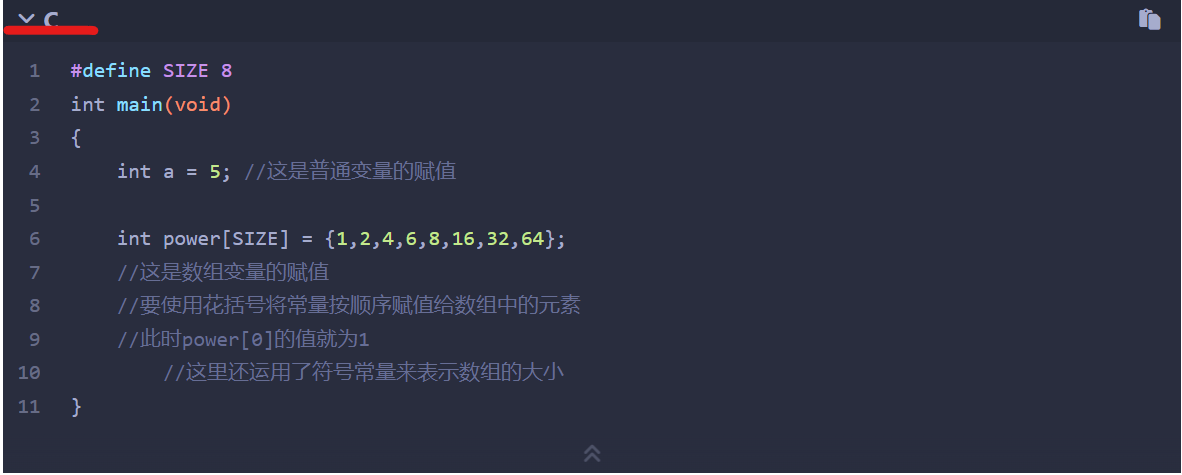 C
1 #define SIZE 8
2 int main(void)
3 {
4     int a = 5; //这是普通变量的赋值
5
6     int power[SIZE] = {1,2,4,6,8,16,32,64};
7     //这是数组变量的赋值
8     //要使用花括号将常量按顺序赋值给数组中的元素
9     //此时power[0]的值就为1
10         //这里还运用了符号常量来表示数组的大小
11 }